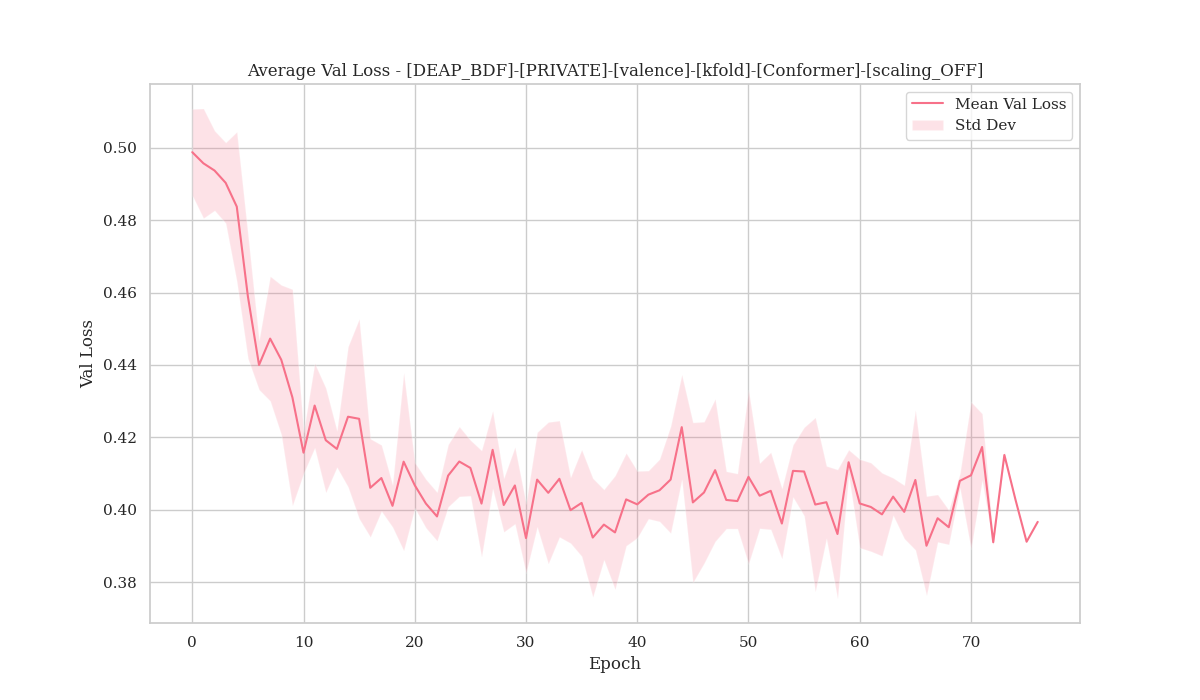 Average Val Loss - [DEAP_BDF]-[PRIVATE]-[valence]-[kfold]-[Conformer]-[scaling_OFF]
Mean Val Loss
Std Dev
0.50
0.48
0.46
0.44
0.42
0.40
0.38
Val Loss
0 10 20 30 40 50 60 70
Epoch